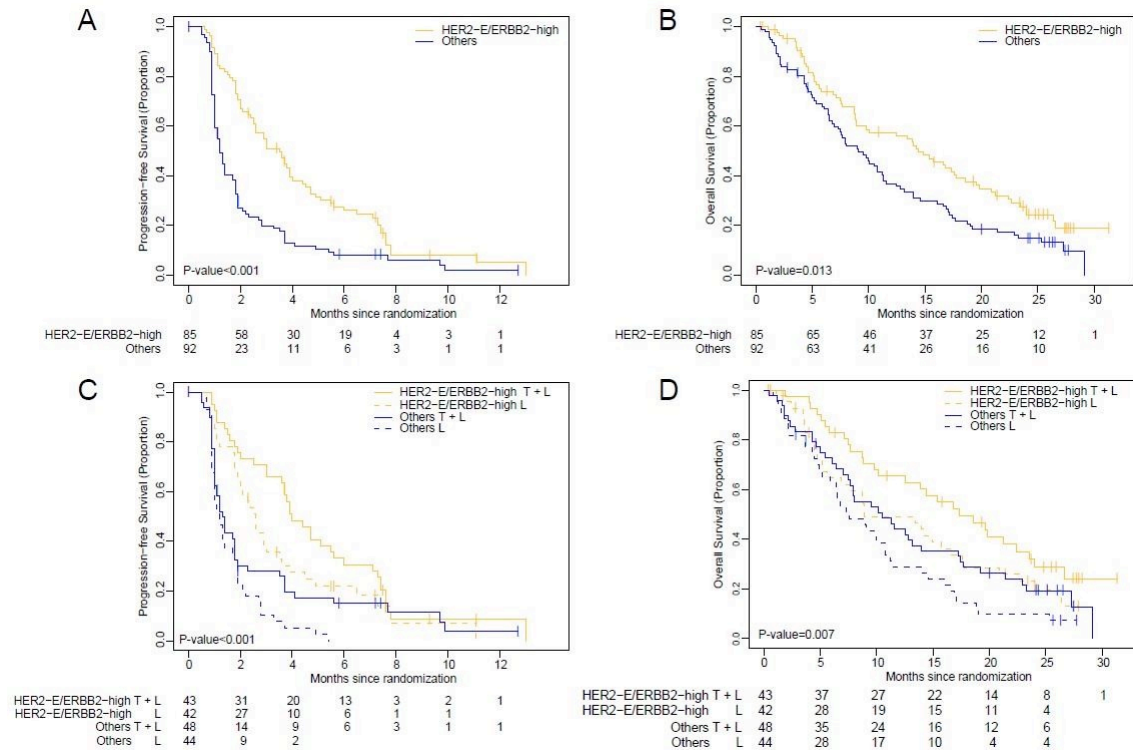 A
HER2-E/ERBB2-high
Others
Progression-free Survival (Proportion)
1.0
0.8
0.6
0.4
0.2
0.0
P-value<0.001
0 2 4 6 8 10 12
Months since randomization
HER2-E/ERBB2-high 85 58 30 19 4 3 1
Others 92 23 11 6 3 1 1
B
HER2-E/ERBB2-high
Others
Overall Survival (Proportion)
1.0
0.8
0.6
0.4
0.2
0.0
P-value=0.013
0 5 10 15 20 25 30
Months since randomization
HER2-E/ERBB2-high 85 65 46 37 25 12 1
Others 92 63 41 26 16 10
C
HER2-E/ERBB2-high T + L
HER2-E/ERBB2-high L
Others T + L
Others L
Progression-free Survival (Proportion)
1.0
0.8
0.6
0.4
0.2
0.0
P-value<0.001
0 2 4 6 8 10 12
Months since randomization
HER2-E/ERBB2-high T + L 43 31 20 13 3 2 1
HER2-E/ERBB2-high L 42 27 10 6 1 1
Others T + L 48 14 9 6 3 1 1
Others L 44 9 2
D
HER2-E/ERBB2-high T + L
HER2-E/ERBB2-high L
Others T + L
Others L
Overall Survival (Proportion)
1.0
0.8
0.6
0.4
0.2
0.0
P-value=0.007
0 5 10 15 20 25 30
Months since randomization
HER2-E/ERBB2-high T + L 43 37 27 22 14 8 1
HER2-E/ERBB2-high L 42 28 19 15 11 4
Others T + L 48 35 24 16 12 6
Others L 44 28 17 10 4 4